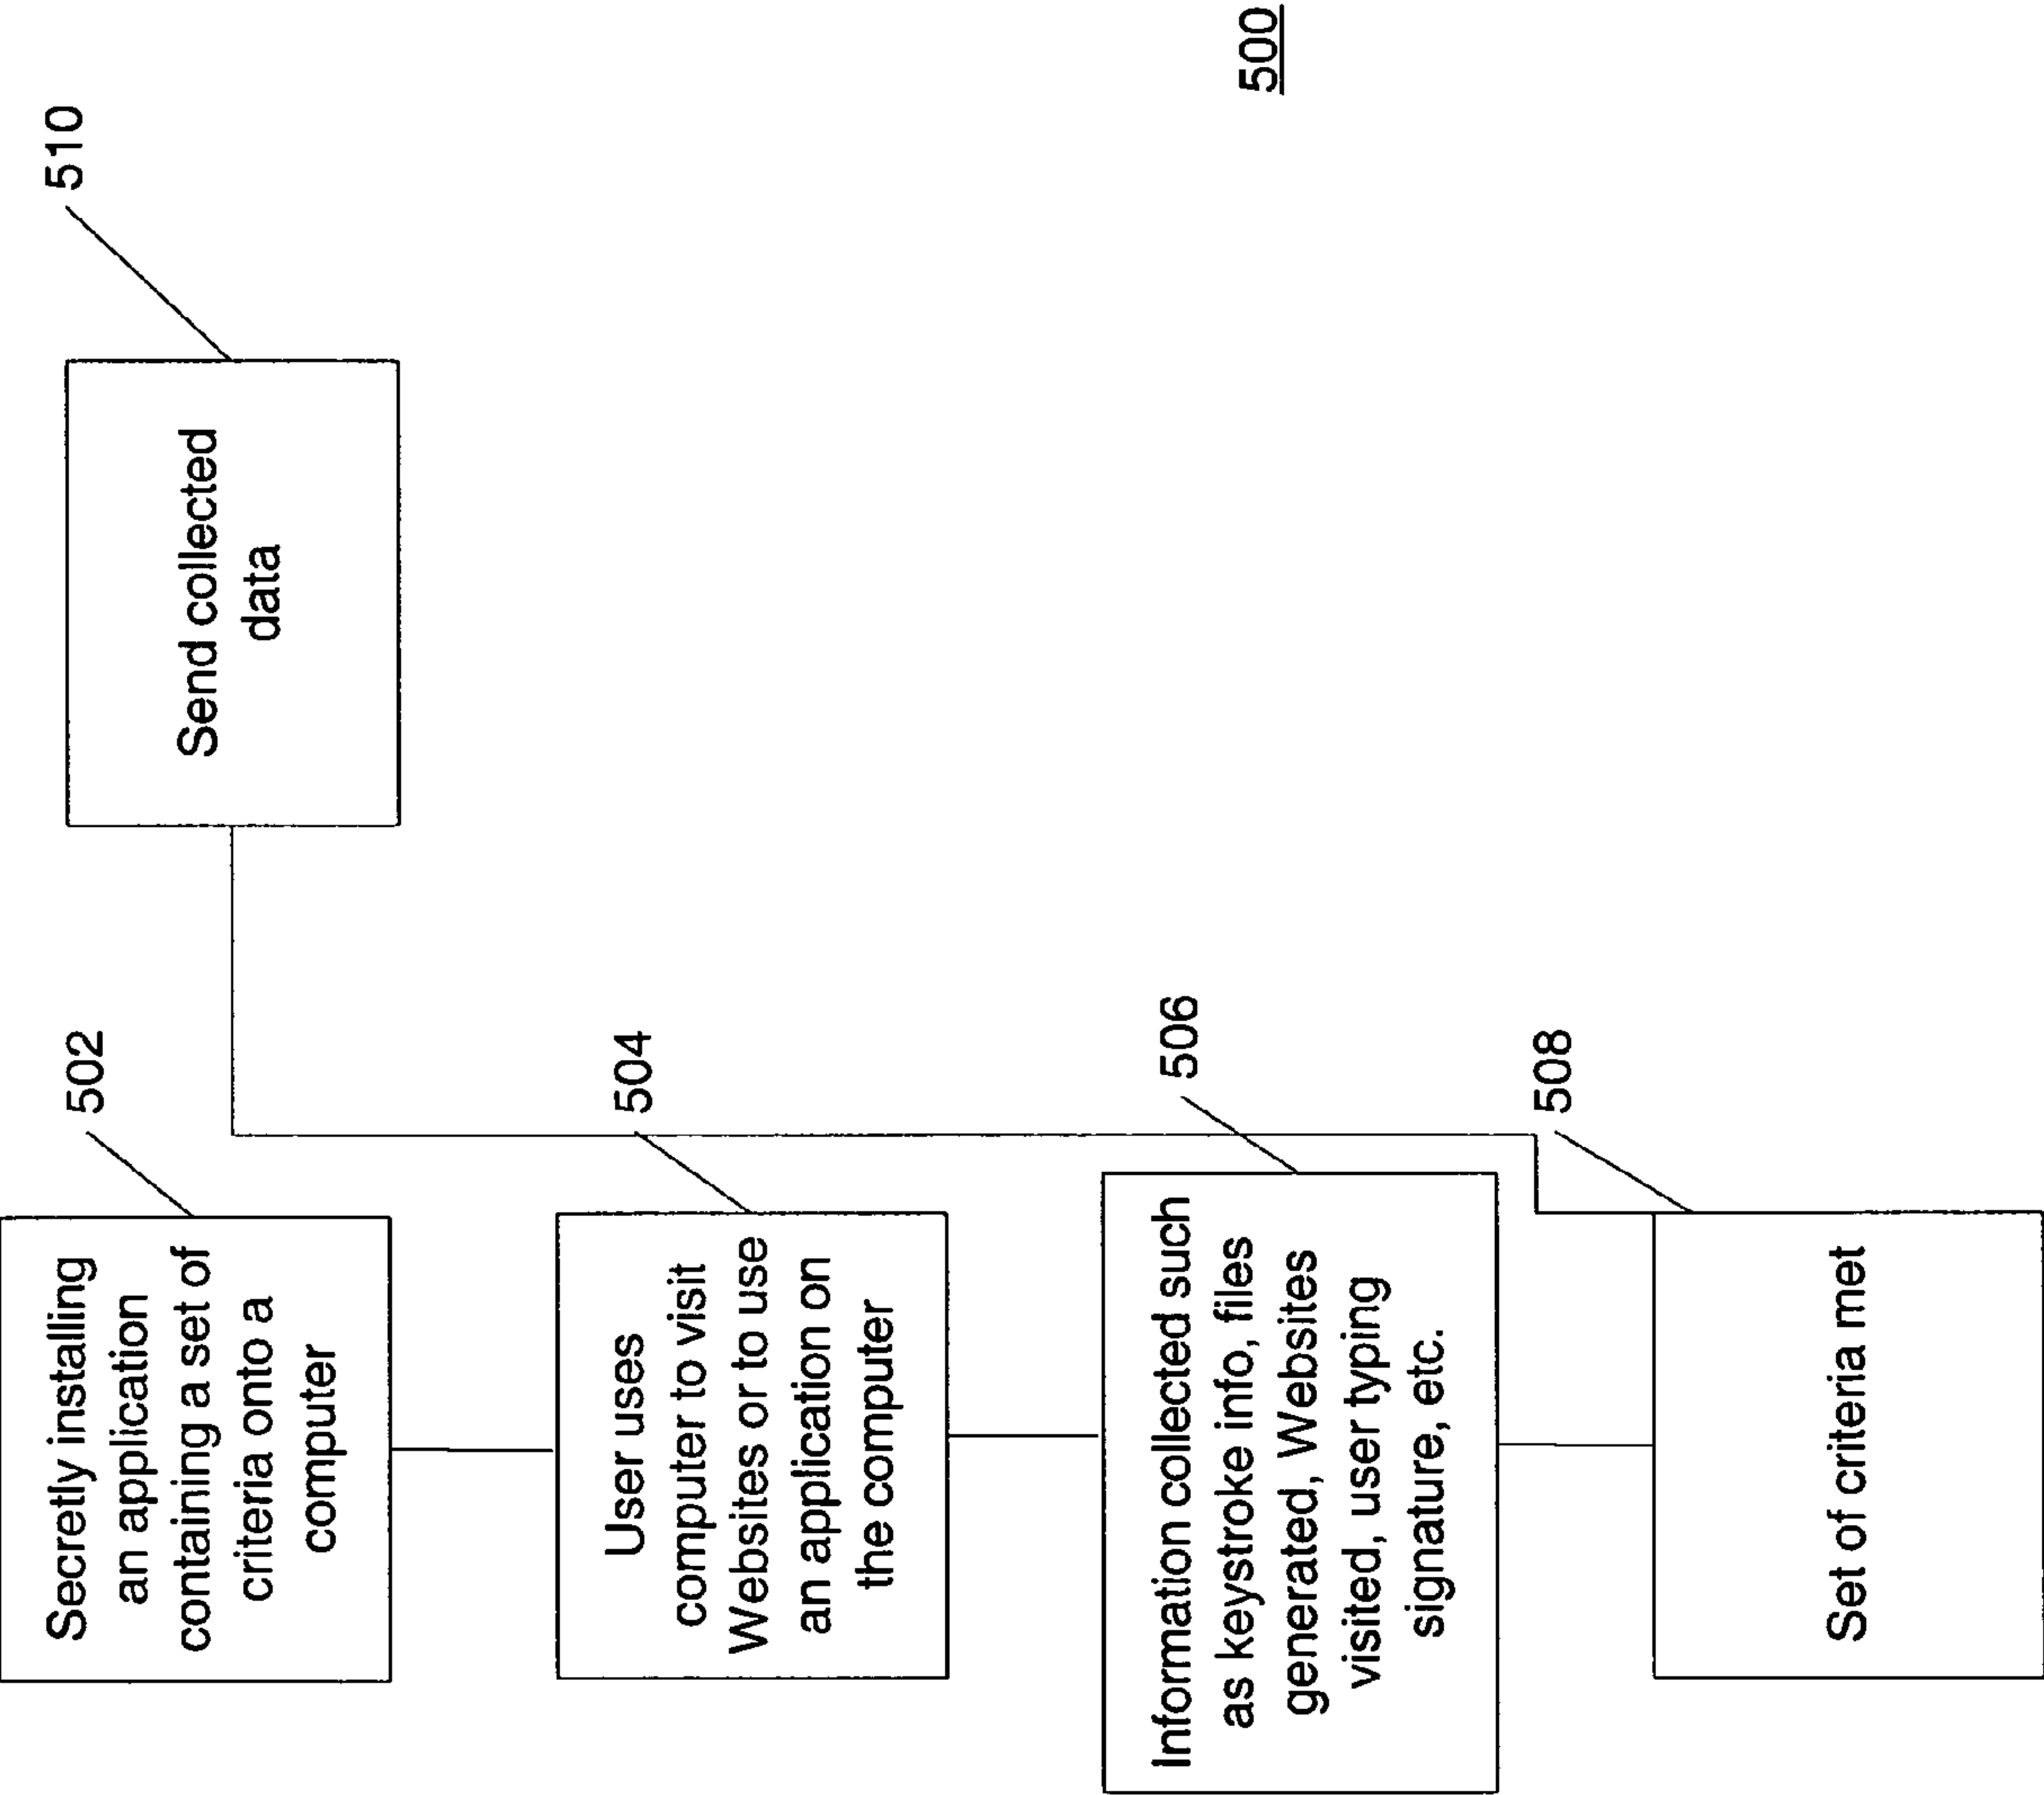 502
Secretly installing
an application
containing a set of
criteria onto a
computer
504
User uses
computer to visit
Websites or to use
an application on
the computer
506
Information collected such
as keystroke info, files
generated, Websites
visited, user typing
signature, etc.
508
Set of criteria met
510
Send collected
data
500